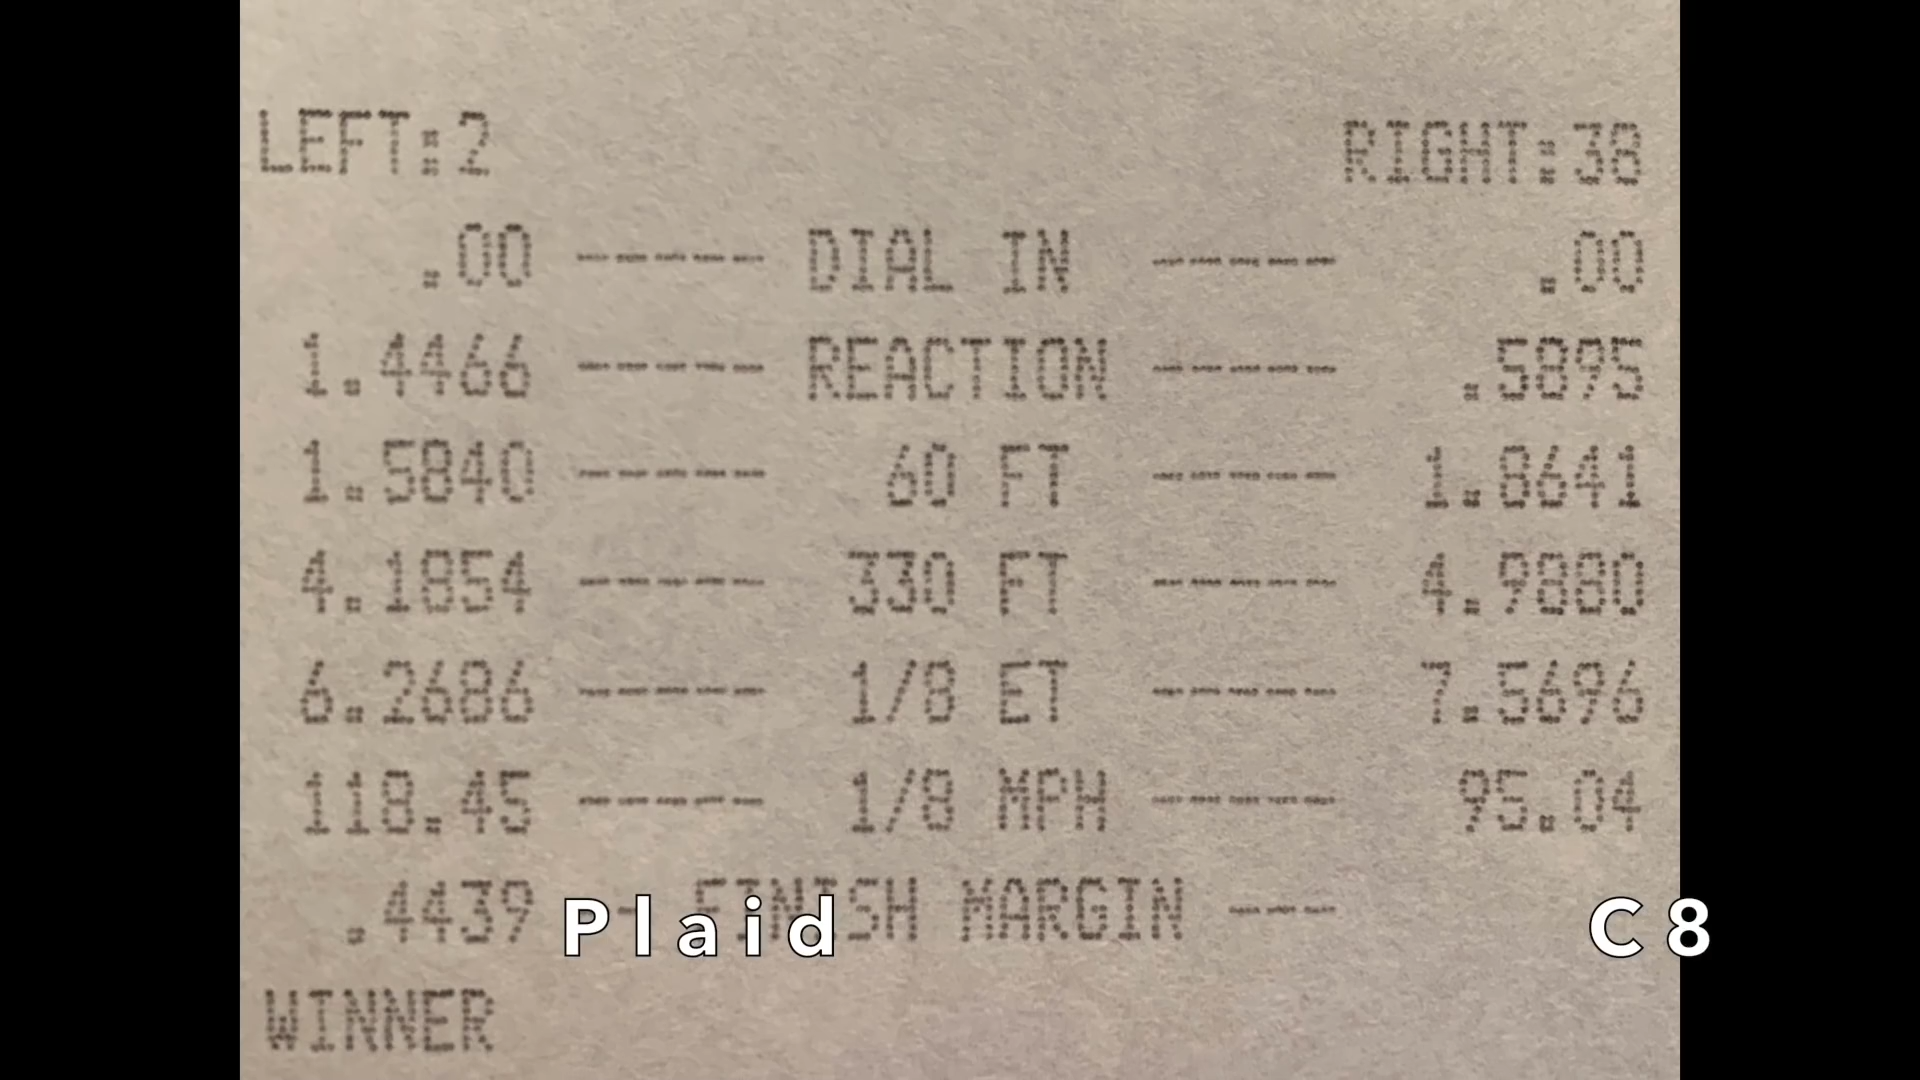 LEFT:2 RIGHT:38
.00 ----- DIAL IN ----- .00
1.4466 ----- REACTION ----- .5895
1.5840 ----- 60 FT ----- 1.8641
4.1854 ----- 330 FT ----- 4.9880
6.2686 ----- 1/8 ET ----- 7.5696
118.45 ----- 1/8 MPH ----- 95.04
.4439 - FINISH MARGIN ---
Plaid C8
WINNER